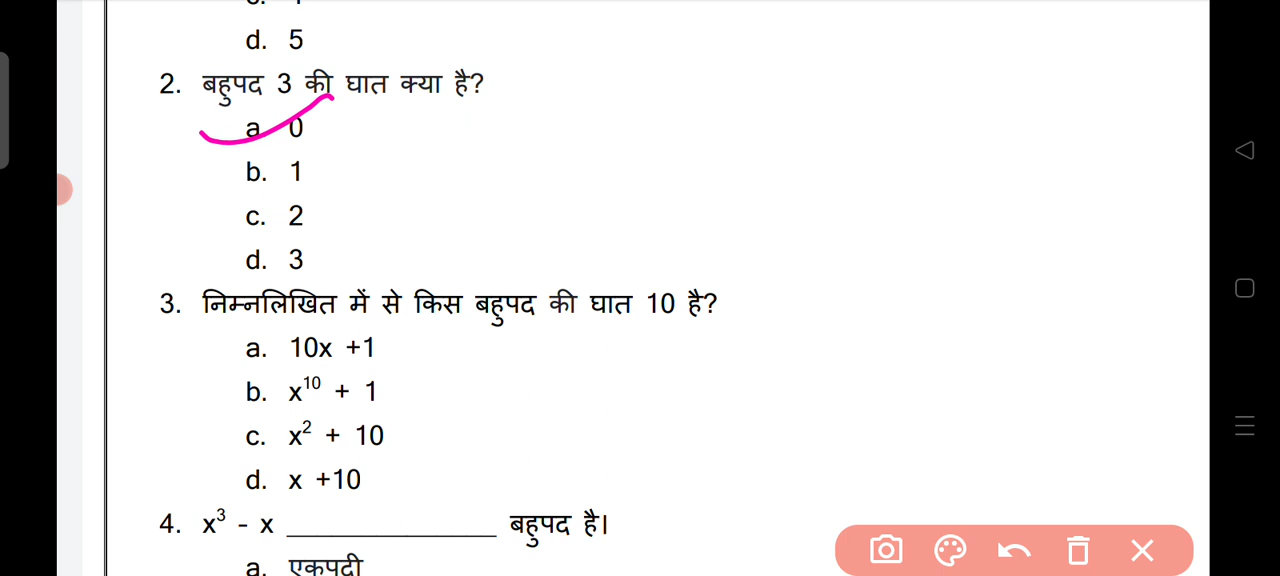 d. 5
2. बहुपद 3 की घात क्या है?
a. 0
b. 1
c. 2
d. 3
3. निम्नलिखित में से किस बहुपद की घात 10 है?
a. 10x +1
b. x¹⁰ + 1
c. x² + 10
d. x +10
4. x³ - x _______________ बहुपद है।
a. एकपदी